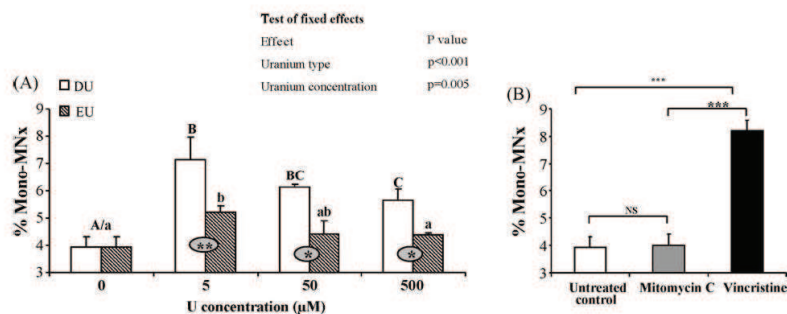 Test of fixed effects
Effect P value
Uranium type p<0.001
Uranium concentration p=0.005
(A)
DU
EU
% Mono-MNx
9
8
7
6
5
4
3
A/a
B
b
**
BC
ab
*
C
a
*
0 5 50 500
U concentration (µM)
(B)
% Mono-MNx
9
8
7
6
5
4
3
***
***
NS
Untreated control Mitomycin C Vincristine